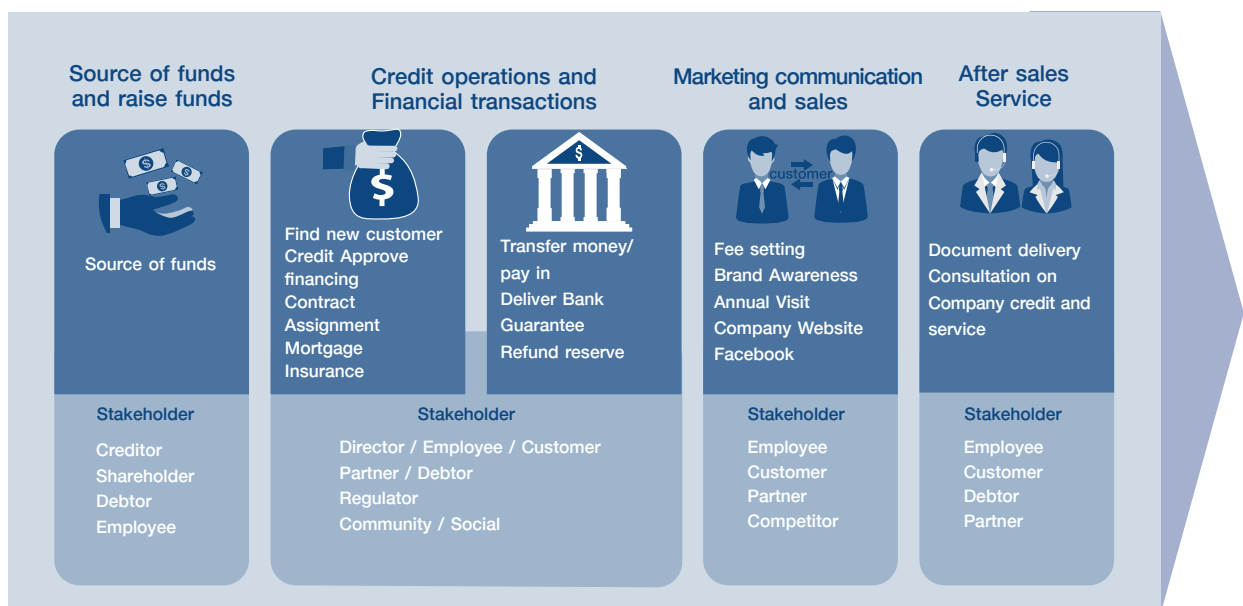 Source of funds
and raise funds
Source of funds
Stakeholder
Creditor
Shareholder
Debtor
Employee
Credit operations and
Financial transactions
$
Find new customer
Credit Approve
financing
Contract
Assignment
Mortgage
Insurance
$
Transfer money/
pay in
Deliver Bank
Guarantee
Refund reserve
Stakeholder
Director / Employee / Customer
Partner / Debtor
Regulator
Community / Social
Marketing communication
and sales
customer
Fee setting
Brand Awareness
Annual Visit
Company Website
Facebook
Stakeholder
Employee
Customer
Partner
Competitor
After sales
Service
Document delivery
Consultation on
Company credit and
service
Stakeholder
Employee
Customer
Debtor
Partner